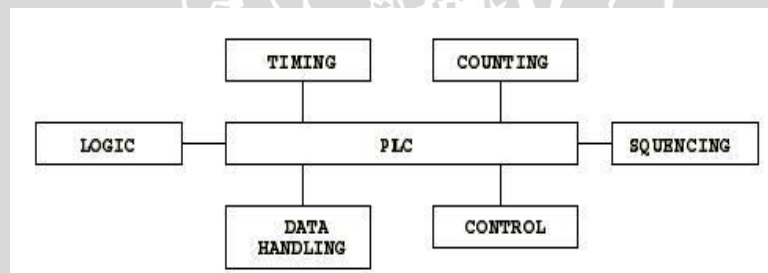 TIMING
COUNTING
LOGIC
PLC
SQUENCING
DATA
HANDLING
CONTROL